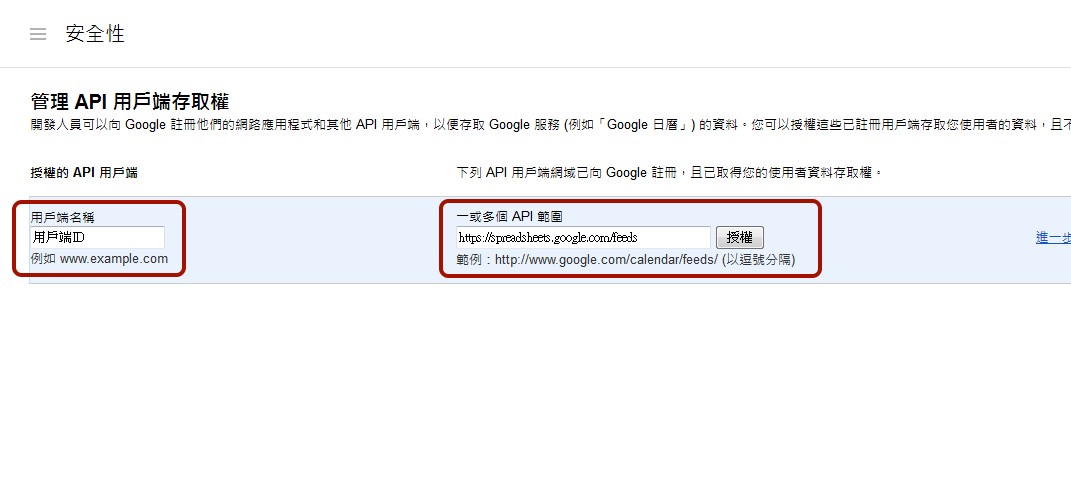 安全性
管理 API 用戶端存取權
開發人員可以向 Google 註冊他們的網路應用程式和其他 API 用戶端，以便存取 Google 服務 (例如「Google 日曆」) 的資料。您可以授權這些已註冊用戶端存取您使用者的資料，且不
授權的 API 用戶端
下列 API 用戶端網域已向 Google 註冊，且已取得您的使用者資料存取權。
用戶端名稱
用戶端ID
例如 www.example.com
一或多個 API 範圍
https://spreadsheets.google.com/feeds 授權
範例：http://www.google.com/calendar/feeds/ (以逗號分隔)
進一步